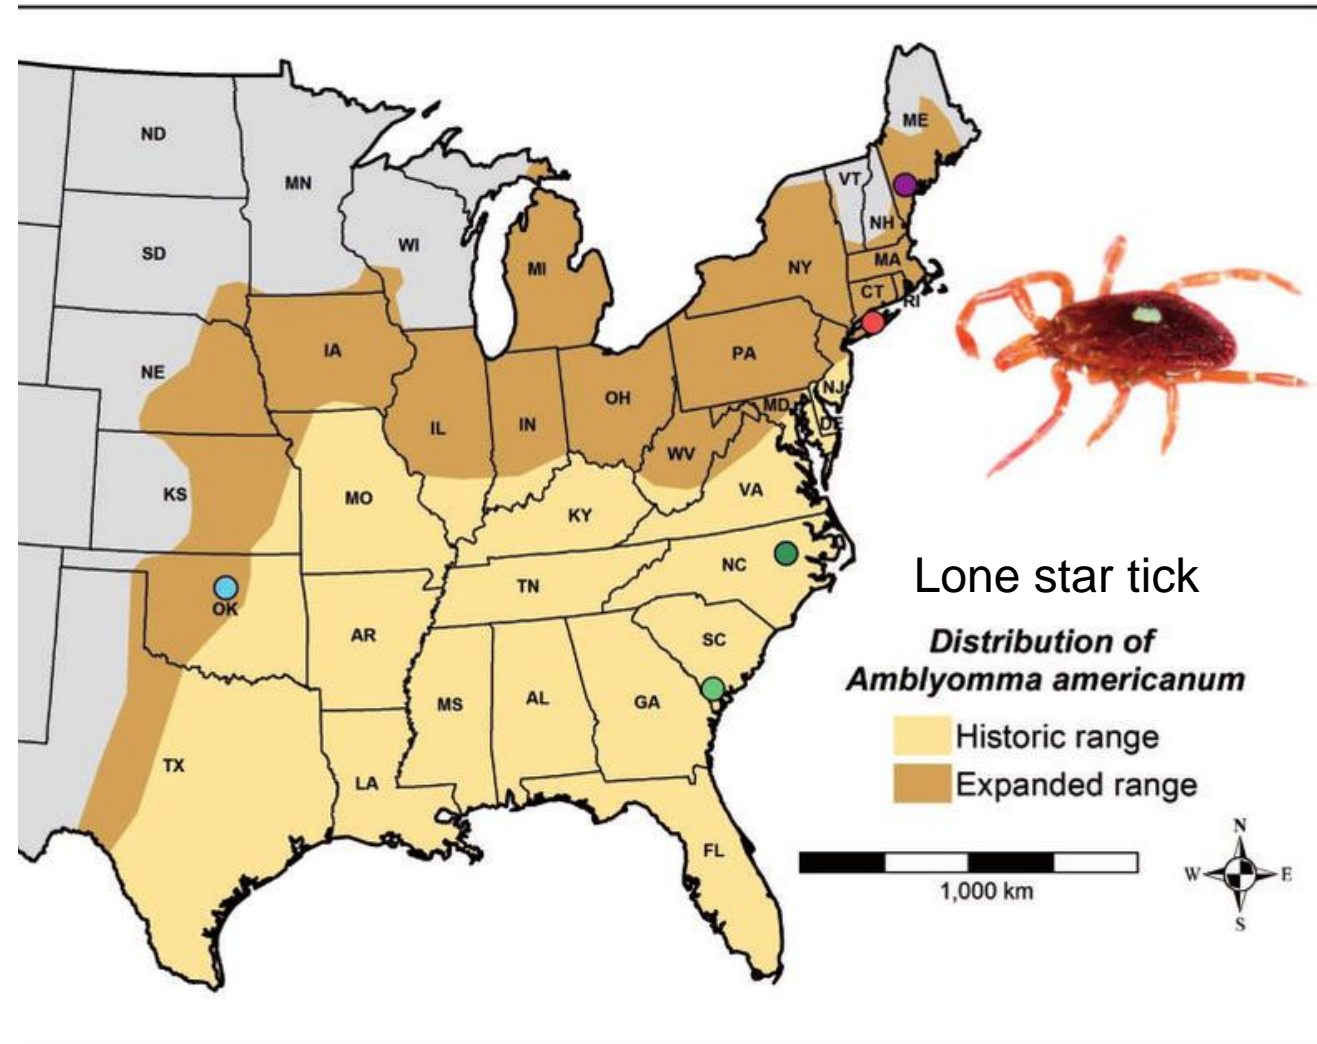 ME
ND
VT
MN
NH
WI
SD
MI
NY
MA
CT
RI
IA
PA
NE
NJ
OH
MD
IL
IN
DE
WV
KS
MO
VA
KY
NC
TN
OK
AR
SC
MS
AL
GA
TX
LA
FL
Lone star tick
Distribution of
Amblyomma americanum
Historic range
Expanded range
1,000 km
N
W
E
S